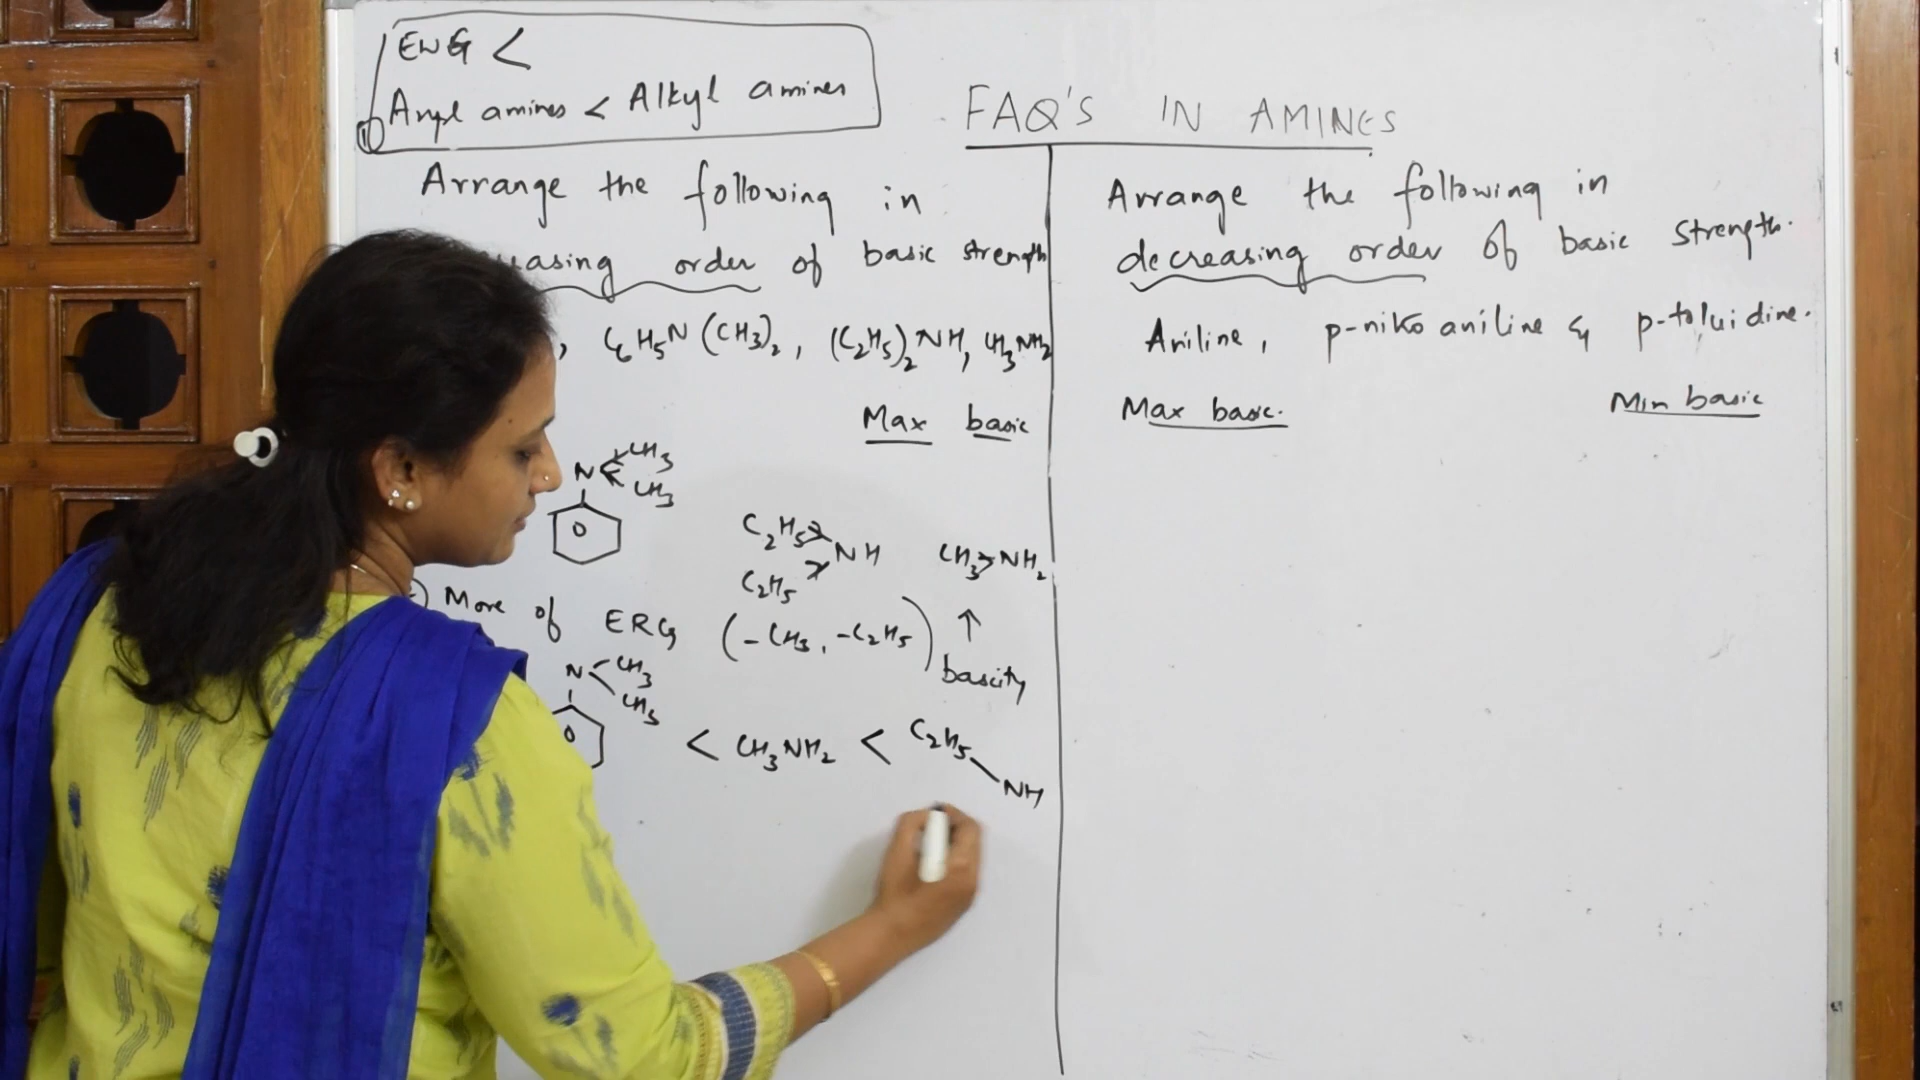 EWG <
Aryl amines < Alkyl amines
1)
FAQ'S IN AMINES
Arrange the following in
easing order of basic strength
, C6H5N(CH3)2, (C2H5)2NH, CH3NH2
Max basic
N CH3
CH3
C2H5
C2H5
NH
CH3 NH2
More of ERG (-CH3, -C2H5) ↑
bascity
N CH3
CH3
< CH3NH2 < C2H5
NH
Arrange the following in
decreasing order of basic strength.
Aniline, p-nitro aniline & p-toluidine.
Max basic. Min basic